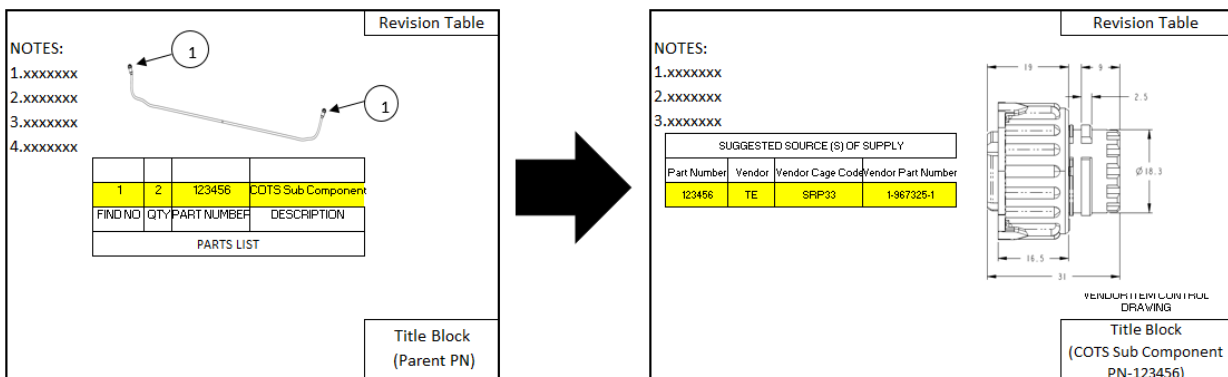 Revision Table
NOTES:
1.xxxxxxx
2.xxxxxxx
3.xxxxxxx
4.xxxxxxx
1
1
1 2 123456 COTS Sub Component
FIND NO QTY PART NUMBER DESCRIPTION
PARTS LIST
Title Block
(Parent PN)
Revision Table
NOTES:
1.xxxxxxx
2.xxxxxxx
3.xxxxxxx
SUGGESTED SOURCE (S) OF SUPPLY
Part Number Vendor Vendor Cage Code Vendor Part Number
123456 TE SRP33 1-967325-1
19 9
2.5
Ø18.3
16.5
31
VENDOR ITEM CONTROL
DRAWING
Title Block
(COTS Sub Component
PN-123456)